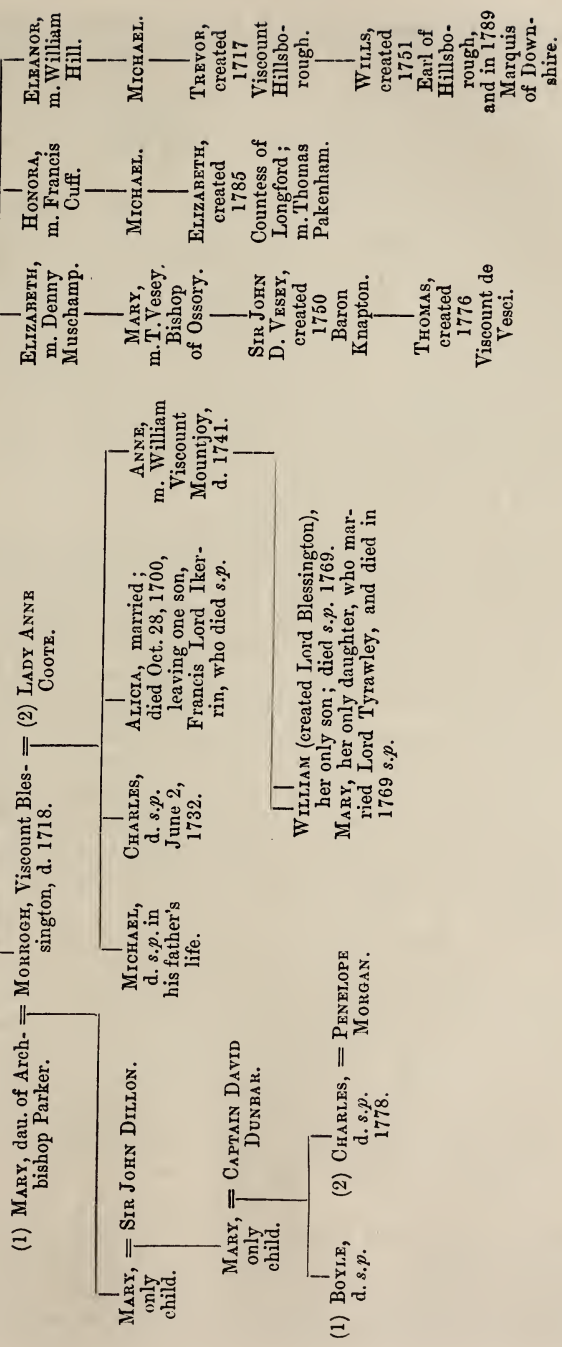 (1) MARY, dau. of Arch- = MORROGH, Viscount Bles- = (2) LADY ANNE
bishop Parker.
sington, d. 1718.
COOTE.
MARY, = SIR JOHN DILLON.
only
child.
MARY, = CAPTAIN DAVID
only
child.
DUNBAR.
(1) BOYLE,
d. s.p.
(2) CHARLES, = PENELOPE
d. s.p.
1778.
MORGAN.
MICHAEL,
d. s.p. in
his father's
life.
CHARLES,
d. s.p.
June 2,
1732.
ALICIA, married;
died Oct. 28, 1700,
leaving one son,
Francis Lord Iker-
rin, who died s.p.
ANNE,
m. William
Viscount
Mountjoy,
d. 1741.
WILLIAM (created Lord Blessington),
her only son; died s.p. 1769.
MARY, her only daughter, who mar-
ried Lord Tyrawley, and died in
1769 s.p.
ELIZABETH,
m. Denny
Muschamp.
MARY,
m. T. Vesey,
Bishop
of Ossory.
SIR JOHN
D. VESEY,
created
1750
Baron
Knapton.
THOMAS,
created
1776
Viscount de
Vesci.
HONORA,
m. Francis
Cuff.
MICHAEL.
ELIZABETH,
created
1785
Countess of
Longford;
m. Thomas
Pakenham.
ELEANOR,
m. William
Hill.
MICHAEL.
TREVOR,
created
1717
Viscount
Hillsbo-
rough.
WILLS,
created
1751
Earl of
Hillsbo-
rough,
and in 1789
Marquis
of Down-
shire.